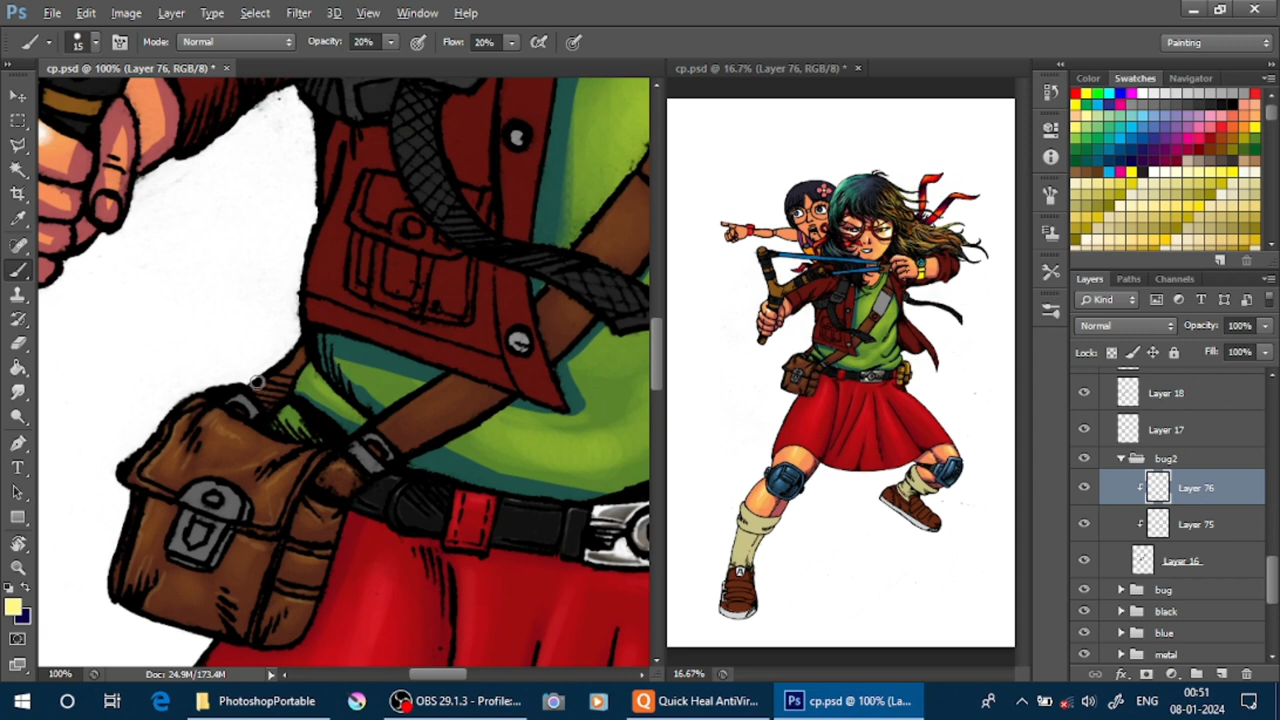 Ps File Edit Image Layer Type Select Filter 3D View Window Help
15 Mode: Normal Opacity: 20% Flow: 20% Painting
cp.psd @ 100% (Layer 76, RGB/8) * × cp.psd @ 16.7% (Layer 76, RGB/8) * ×
Color Swatches Navigator
Layers Paths Channels
Kind
Normal Opacity: 100%
Lock: Fill: 100%
Layer 18
Layer 17
bug2
Layer 76
Layer 75
Layer 16
bug
black
blue
metal
100% Doc: 24.9M/173.4M 16.67%
PhotoshopPortable OBS 29.1.3 - Profile:... Quick Heal AntiVir... Ps cp.psd @ 100% (La... ENG 00:51
08-01-2024